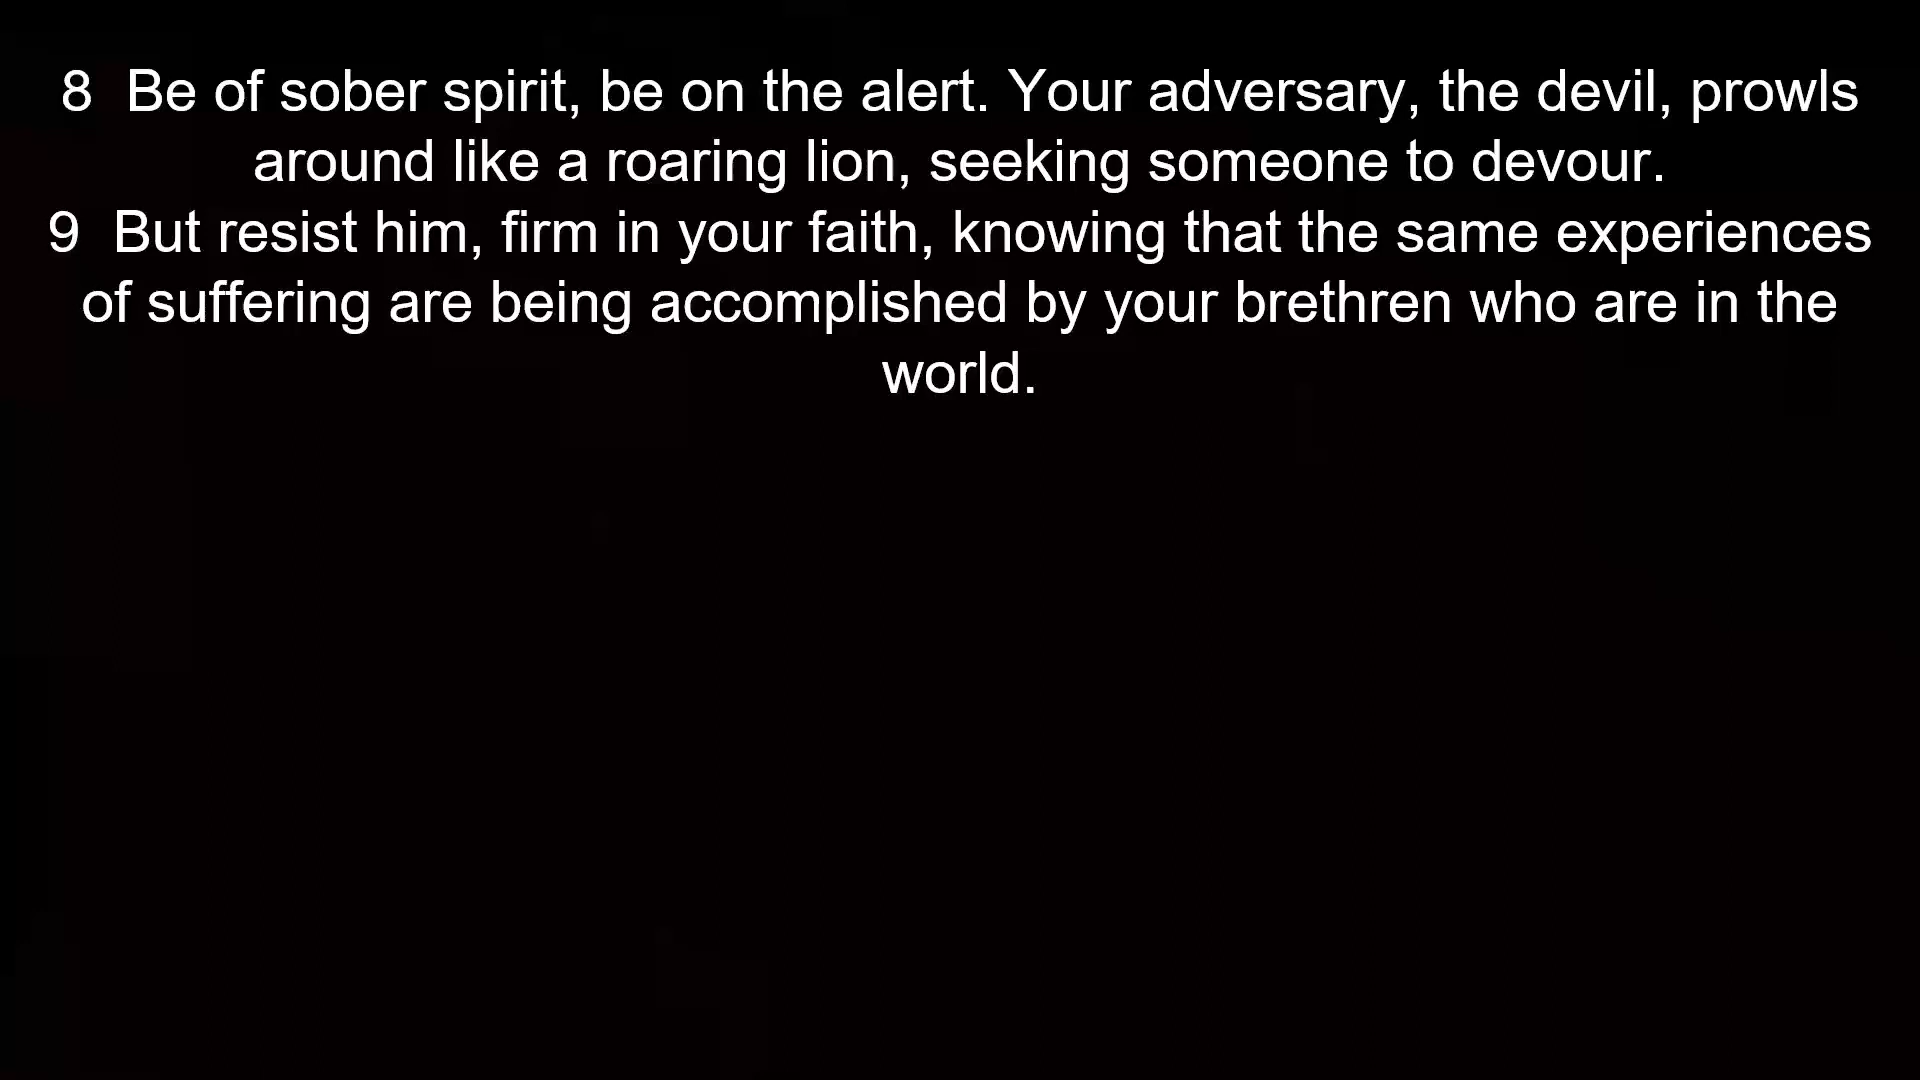 8  Be of sober spirit, be on the alert. Your adversary, the devil, prowls
around like a roaring lion, seeking someone to devour.
9  But resist him, firm in your faith, knowing that the same experiences
of suffering are being accomplished by your brethren who are in the
world.